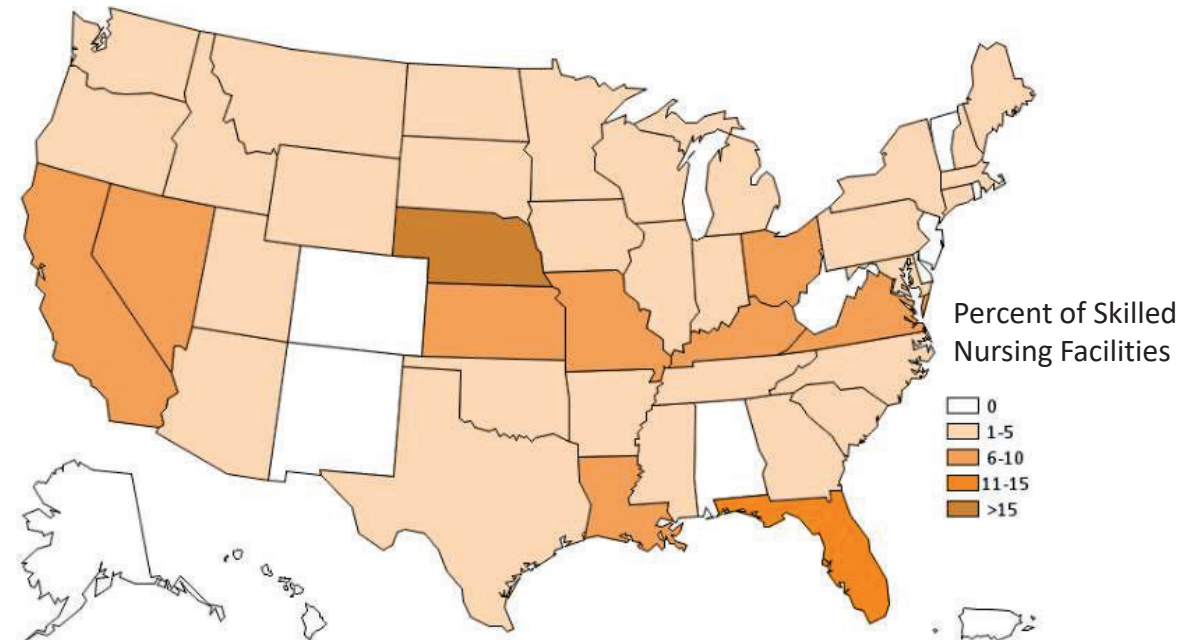 Percent of Skilled
Nursing Facilities
0
1-5
6-10
11-15
>15